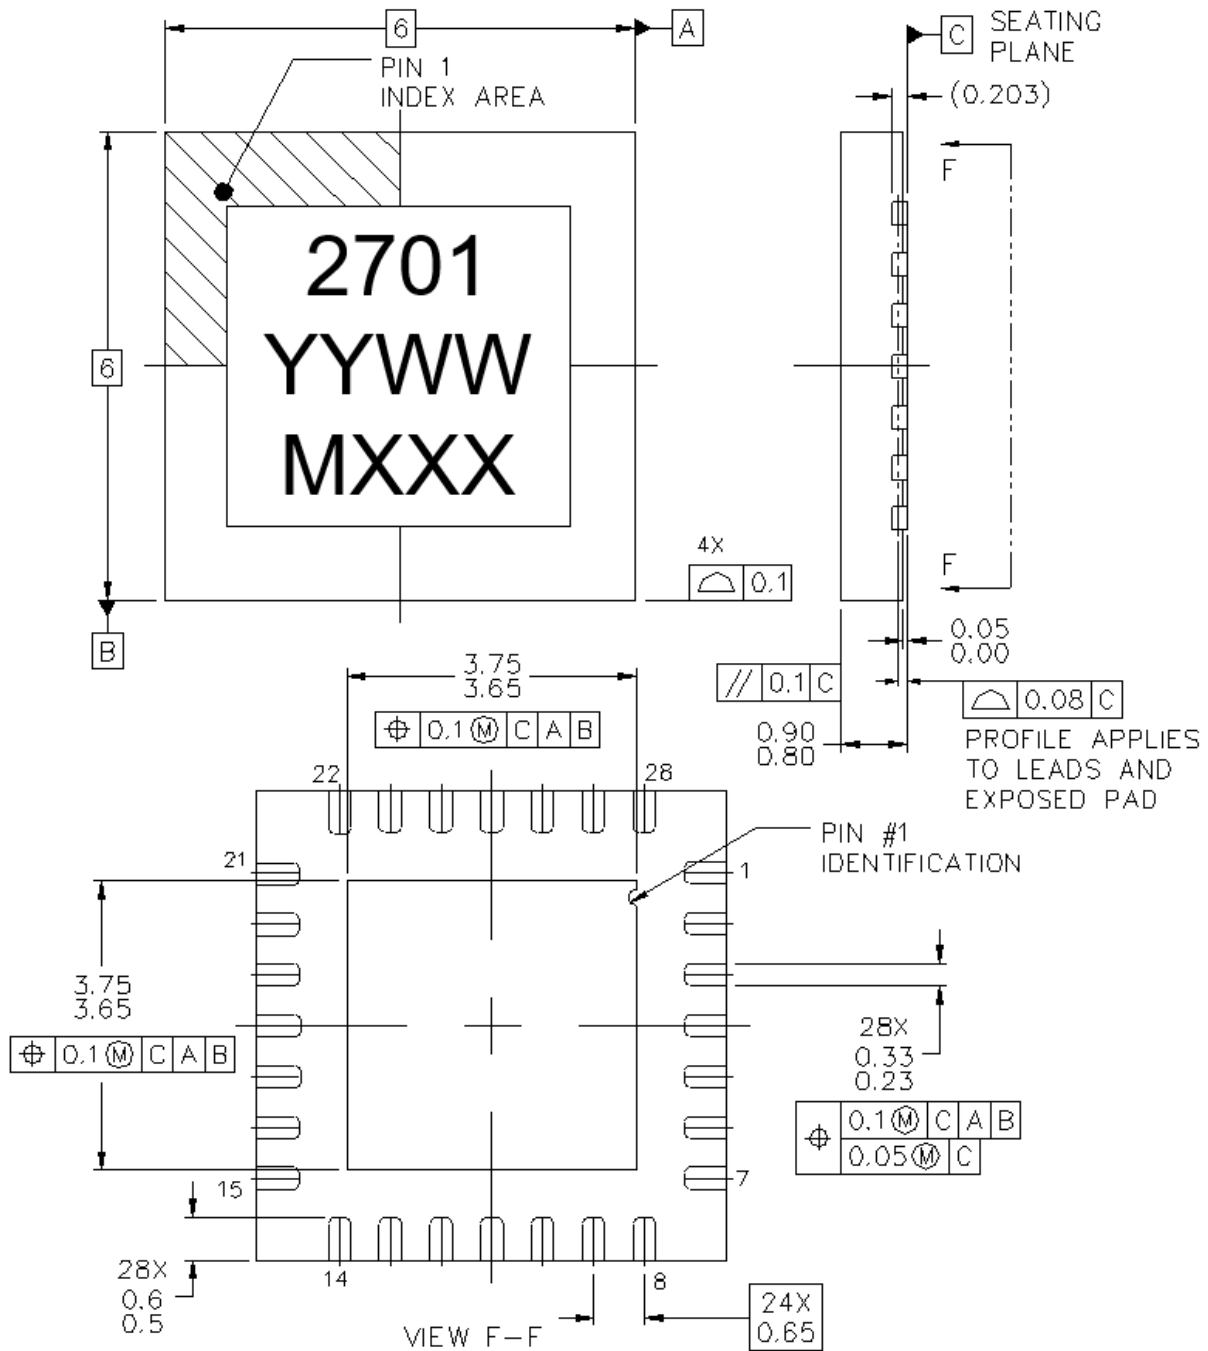 6
A
PIN 1
INDEX AREA
C
SEATING
PLANE
(0.203)
F
2701
YYWW
MXXX
6
B
4X
0.1
F
0.05
0.00
// 0.1 C
0.08 C
PROFILE APPLIES
TO LEADS AND
EXPOSED PAD
0.90
0.80
3.75
3.65
0.1 Ⓜ C A B
22
28
PIN #1
IDENTIFICATION
21
1
3.75
3.65
0.1 Ⓜ C A B
28X
0.33
0.23
0.1 Ⓜ C A B
0.05 Ⓜ C
15
7
28X
0.6
0.5
14
8
24X
0.65
VIEW F-F